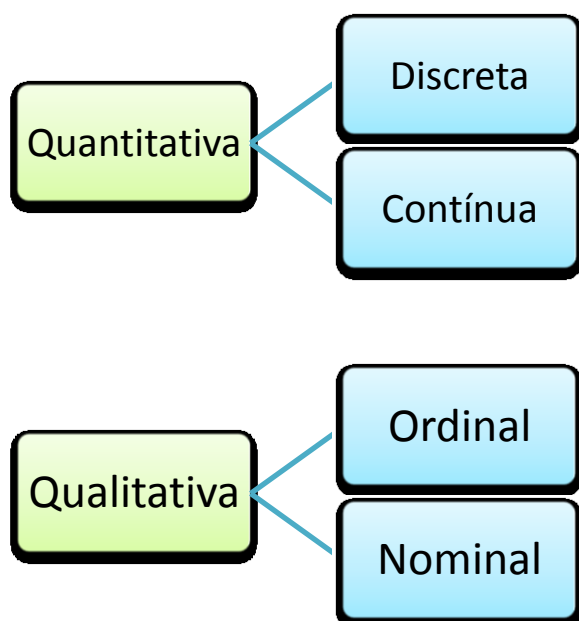 Quantitativa
Discreta
Contínua
Qualitativa
Ordinal
Nominal